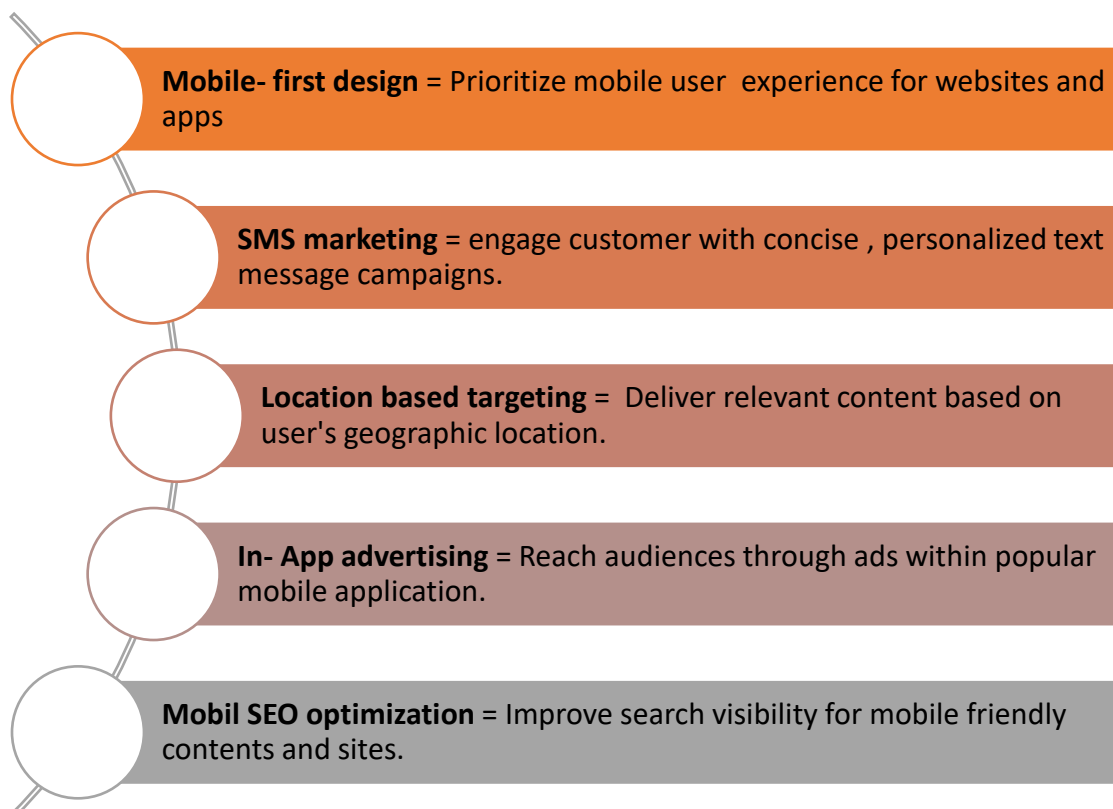 Mobile- first design = Prioritize mobile user  experience for websites and
apps
SMS marketing = engage customer with concise , personalized text
message campaigns.
Location based targeting =  Deliver relevant content based on
user's geographic location.
In- App advertising = Reach audiences through ads within popular
mobile application.
Mobil SEO optimization = Improve search visibility for mobile friendly
contents and sites.